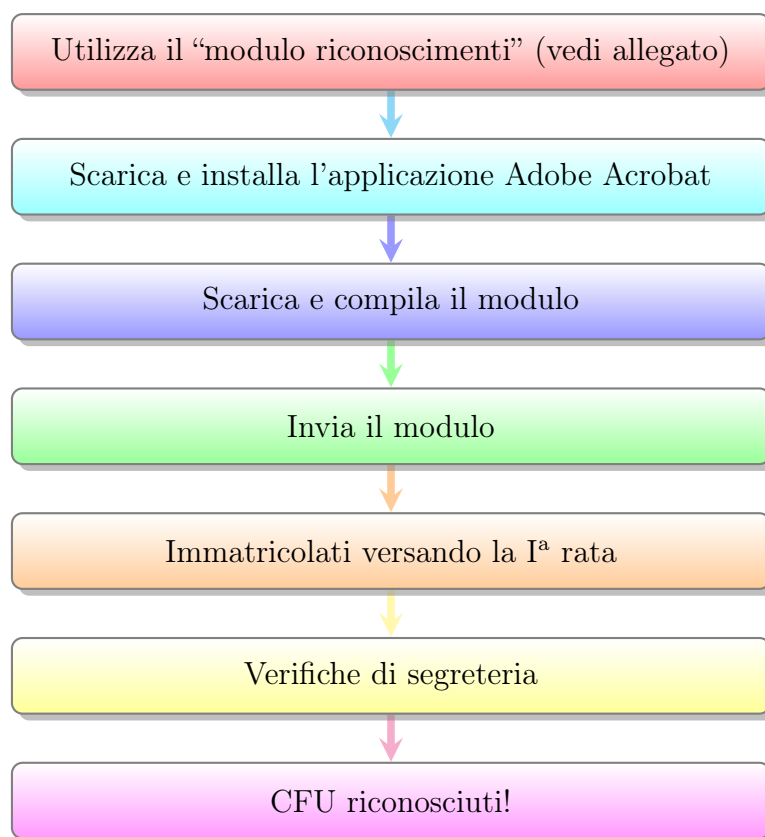 Utilizza il “modulo riconoscimenti” (vedi allegato)
Scarica e installa l’applicazione Adobe Acrobat
Scarica e compila il modulo
Invia il modulo
Immatricolati versando la Iª rata
Verifiche di segreteria
CFU riconosciuti!